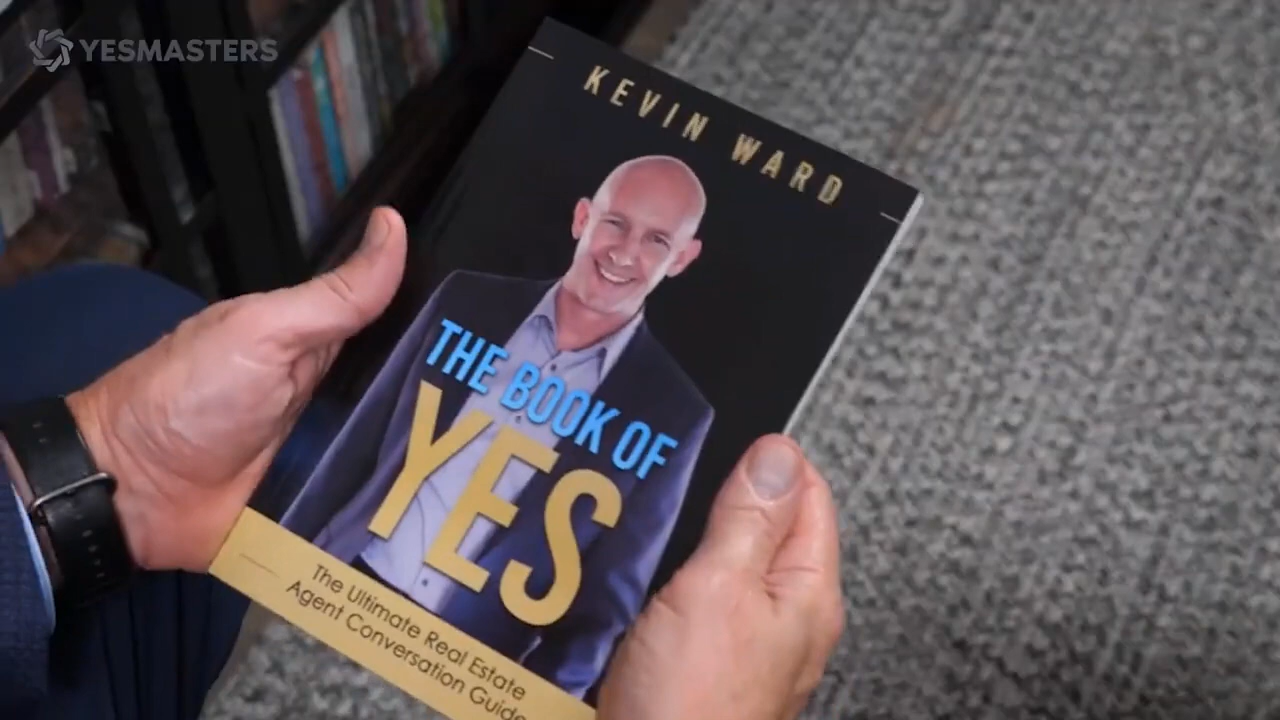 YESMASTERS
KEVIN WARD
THE BOOK OF
YES
The Ultimate Real Estate
Agent Conversation Guide